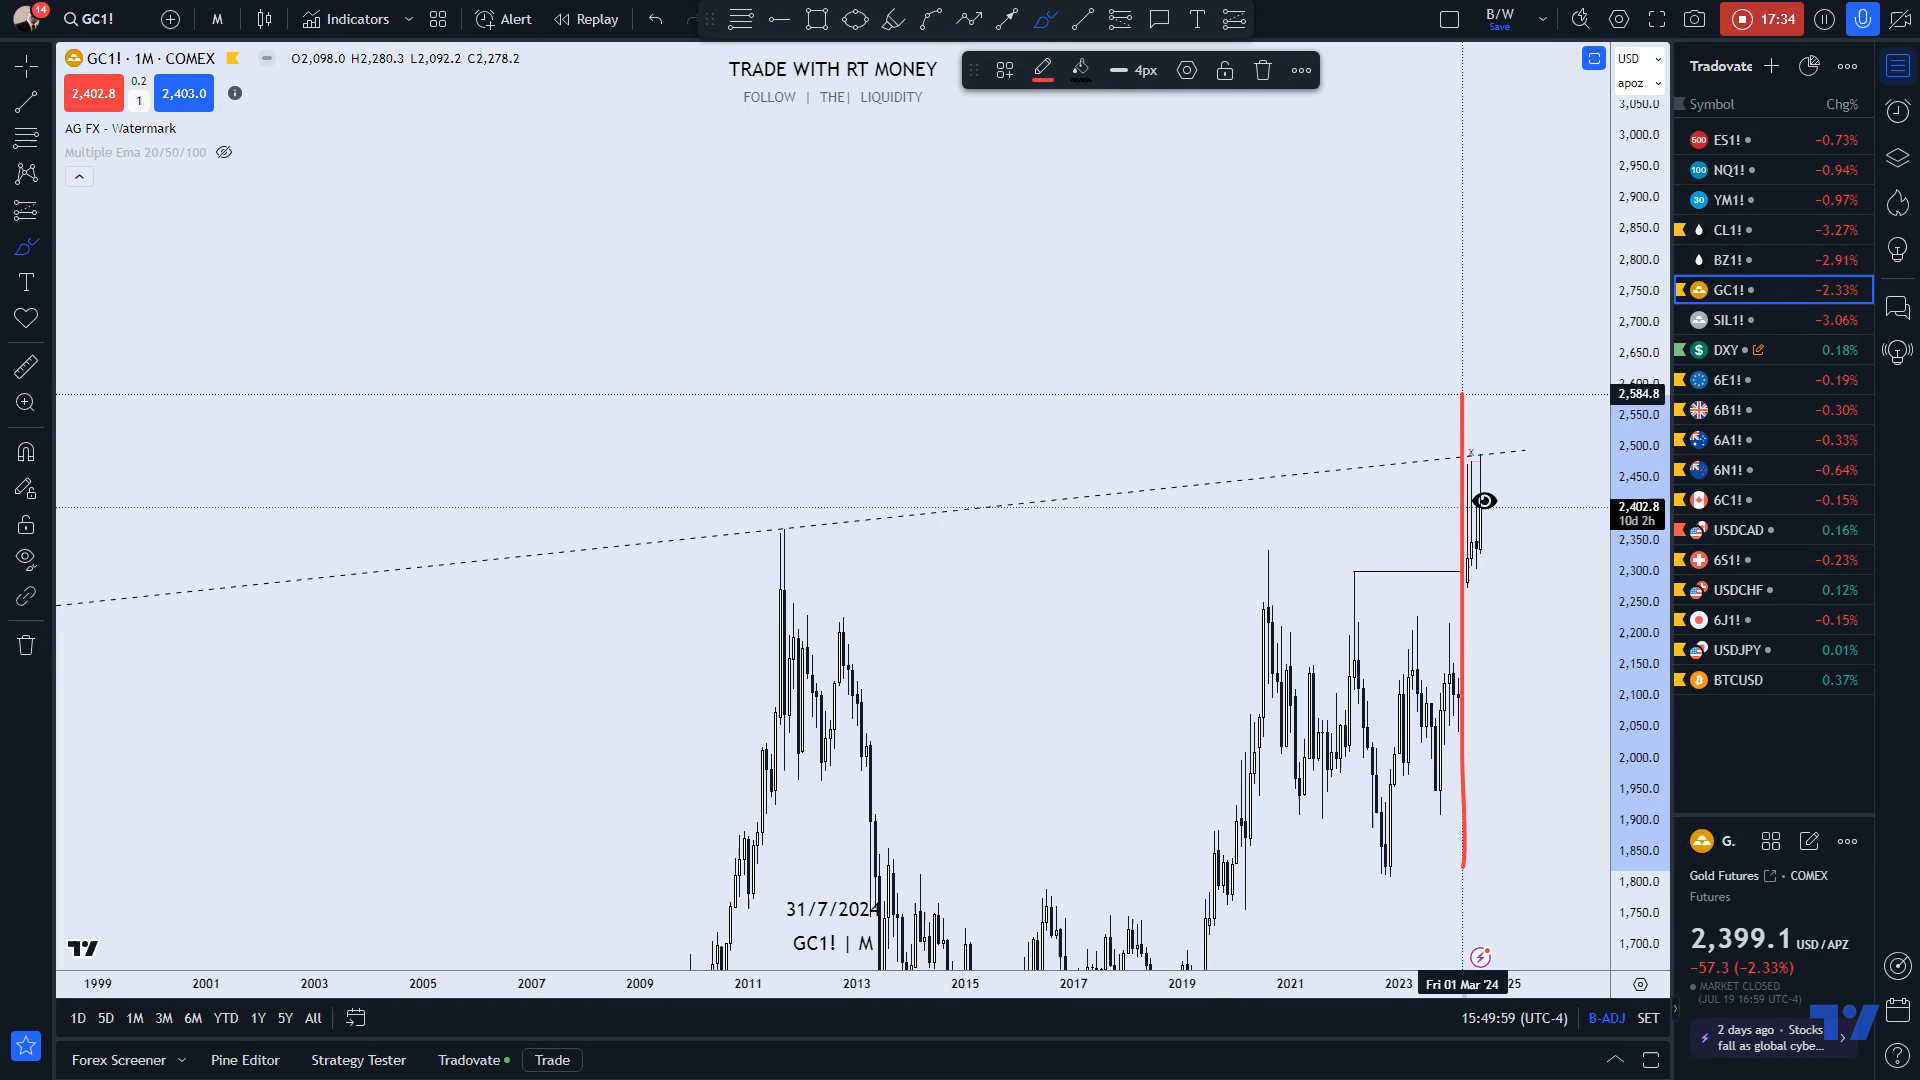 14
GC1!
M
Indicators
Alert
Replay
B/W
Save
17:34
GC1! · 1M · COMEX
O2,098.0 H2,280.3 L2,092.2 C2,278.2
2,402.8
0.2
1
2,403.0
AG FX - Watermark
Multiple Ema 20/50/100
TRADE WITH RT MONEY
FOLLOW | THE| LIQUIDITY
4px
USD
apoz
3,050.0
3,000.0
2,950.0
2,900.0
2,850.0
2,800.0
2,750.0
2,700.0
2,650.0
2,600.0
2,584.8
2,550.0
2,500.0
2,450.0
2,402.8
10d 2h
2,350.0
2,300.0
2,250.0
2,200.0
2,150.0
2,100.0
2,050.0
2,000.0
1,950.0
1,900.0
1,850.0
1,800.0
1,750.0
1,700.0
x
31/7/2024
GC1! | M
1999
2001
2003
2005
2007
2009
2011
2013
2015
2017
2019
2021
2023
Fri 01 Mar '24
25
1D 5D 1M 3M 6M YTD 1Y 5Y All
15:49:59 (UTC-4)
B-ADJ
SET
Forex Screener
Pine Editor
Strategy Tester
Tradovate
Trade
Tradovate
Symbol
Chg%
500 ES1! −0.73%
100 NQ1! −0.94%
30 YM1! −0.97%
CL1! −3.27%
BZ1! −2.91%
GC1! −2.33%
SIL1! −3.06%
$ DXY 0.18%
6E1! −0.19%
6B1! −0.30%
6A1! −0.33%
6N1! −0.64%
6C1! −0.15%
USDCAD 0.16%
6S1! −0.23%
USDCHF 0.12%
6J1! −0.15%
USDJPY 0.01%
BTCUSD 0.37%
G.
Gold Futures · COMEX
Futures
2,399.1 USD / APZ
−57.3 (−2.33%)
MARKET CLOSED
(JUL 19 16:59 UTC-4)
2 days ago · Stocks
fall as global cybe...